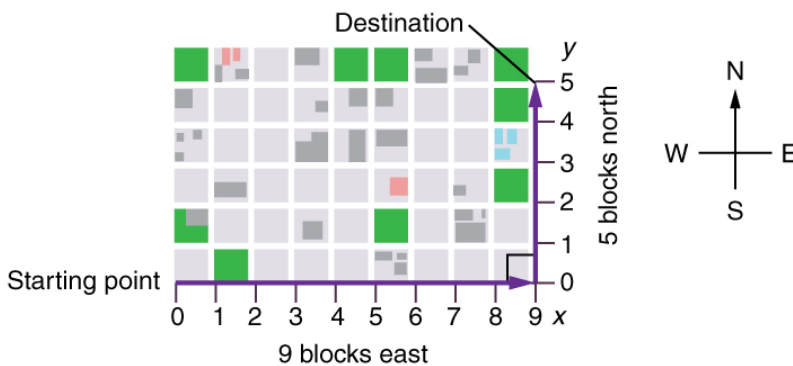 Destination
y
5
4
3
2
1
0
5 blocks north
N
W
E
S
Starting point
0 1 2 3 4 5 6 7 8 9 x
9 blocks east